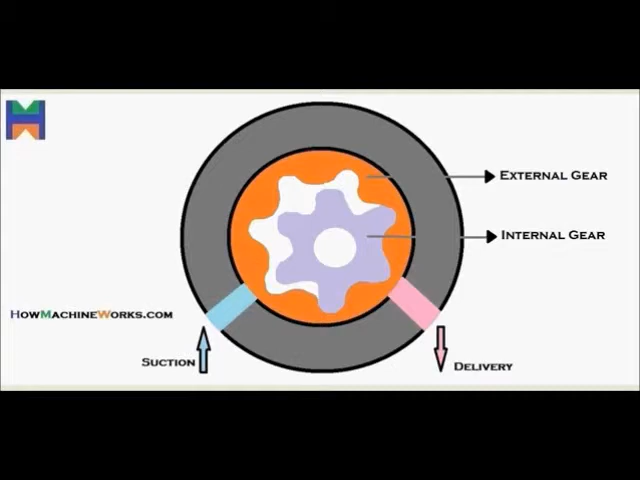 External Gear
Internal Gear
HowMachineWorks.com
Suction
Delivery